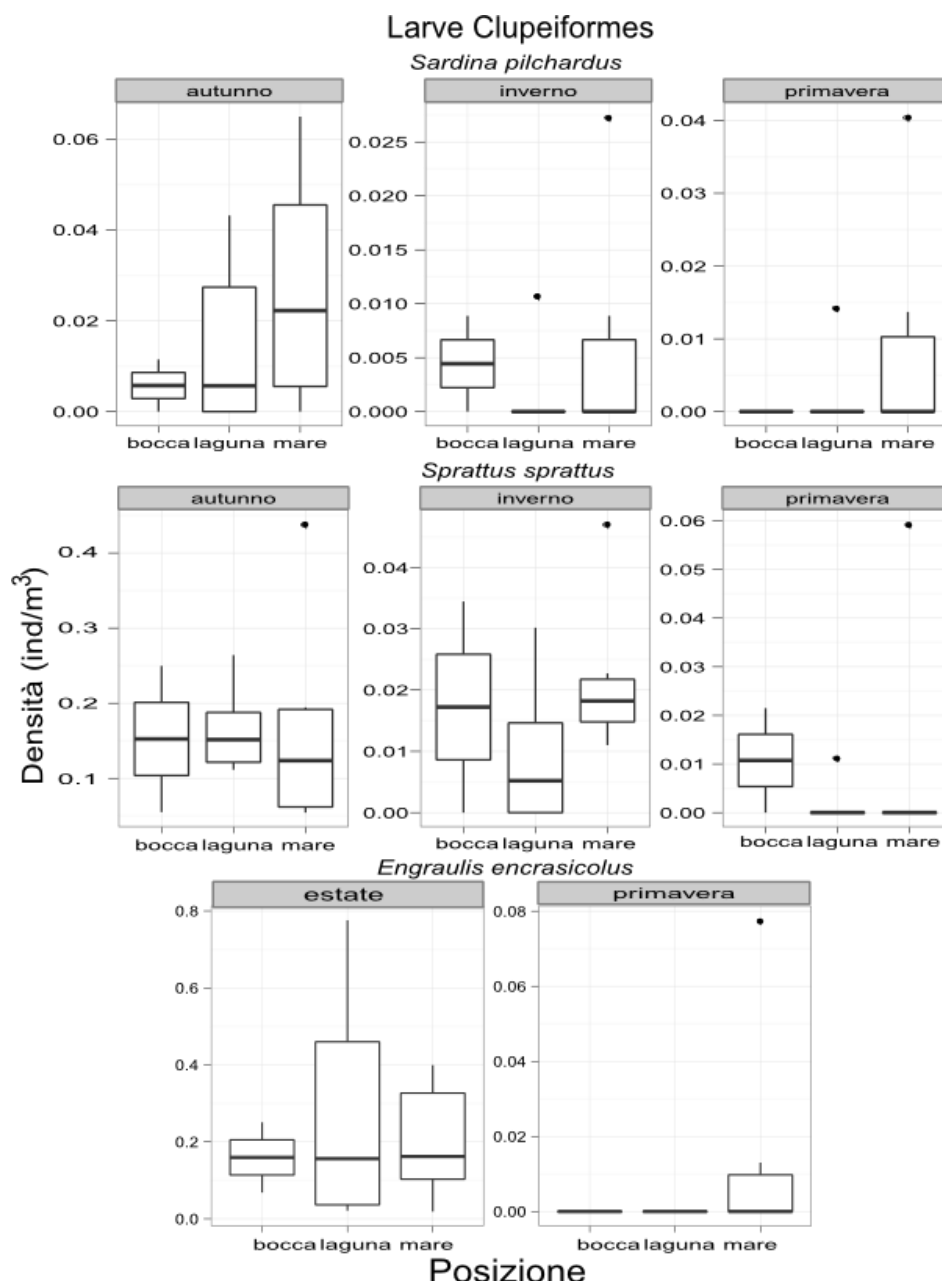 Larve Clupeiformes
Sardina pilchardus
autunno inverno primavera
0.06 0.04 0.02 0.00
0.025 0.020 0.015 0.010 0.005 0.000
0.04 0.03 0.02 0.01 0.00
bocca laguna mare bocca laguna mare bocca laguna mare
Sprattus sprattus
autunno inverno primavera
Densità (ind/m³)
0.4 0.3 0.2 0.1
0.04 0.03 0.02 0.01 0.00
0.06 0.05 0.04 0.03 0.02 0.01 0.00
bocca laguna mare bocca laguna mare bocca laguna mare
Engraulis encrasicolus
estate primavera
0.8 0.6 0.4 0.2 0.0
0.08 0.06 0.04 0.02 0.00
bocca laguna mare bocca laguna mare
Posizione